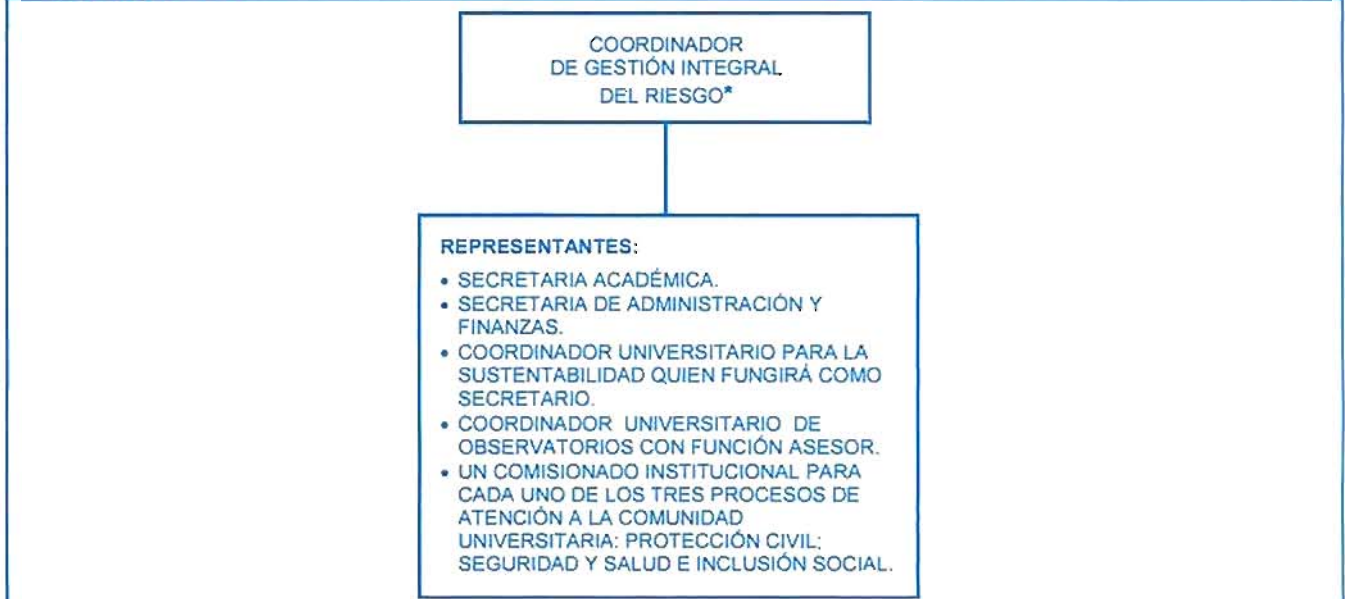 COORDINADOR
DE GESTIÓN INTEGRAL
DEL RIESGO*
REPRESENTANTES:
• SECRETARIA ACADÉMICA.
• SECRETARIA DE ADMINISTRACIÓN Y
FINANZAS.
• COORDINADOR UNIVERSITARIO PARA LA
SUSTENTABILIDAD QUIEN FUNGIRÁ COMO
SECRETARIO.
• COORDINADOR UNIVERSITARIO DE
OBSERVATORIOS CON FUNCIÓN ASESOR.
• UN COMISIONADO INSTITUCIONAL PARA
CADA UNO DE LOS TRES PROCESOS DE
ATENCIÓN A LA COMUNIDAD
UNIVERSITARIA: PROTECCIÓN CIVIL;
SEGURIDAD Y SALUD E INCLUSIÓN SOCIAL.